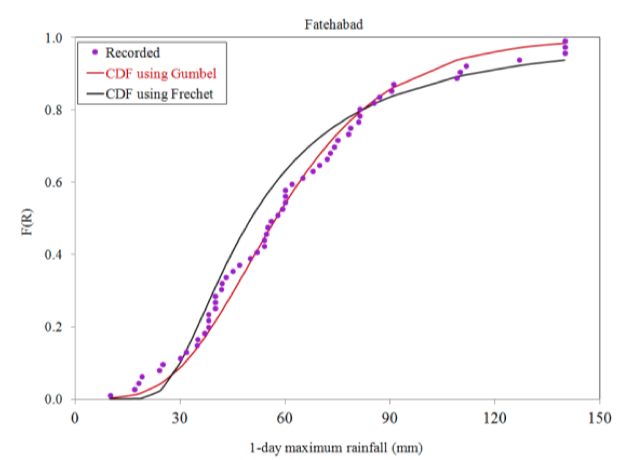 Fatehabad
Recorded
CDF using Gumbel
CDF using Frechet
1.0
0.8
0.6
0.4
0.2
0.0
F(R)
0 30 60 90 120 150
1-day maximum rainfall (mm)